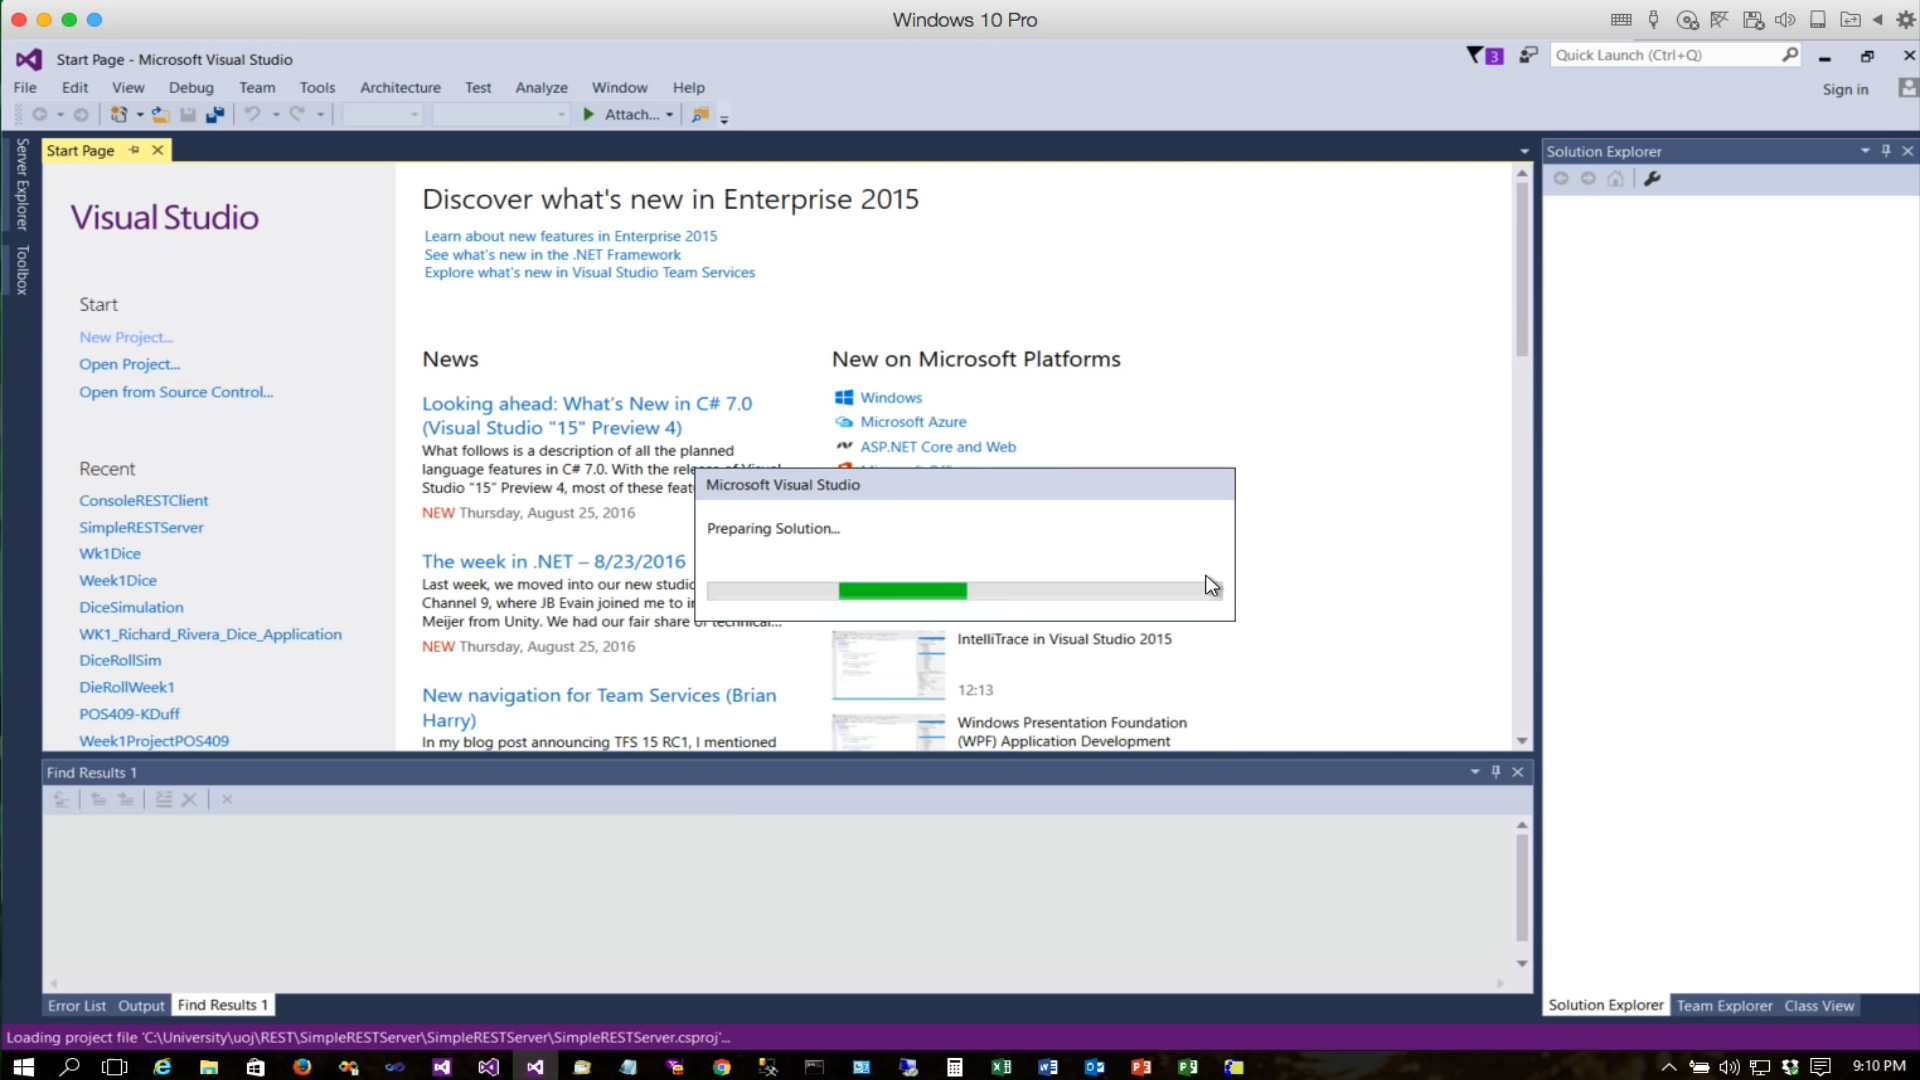 Windows 10 Pro
Start Page - Microsoft Visual Studio
3
Quick Launch (Ctrl+Q)
File Edit View Debug Team Tools Architecture Test Analyze Window Help
Sign in
Attach...
Server Explorer
Toolbox
Start Page
Solution Explorer
Visual Studio
Discover what's new in Enterprise 2015
Learn about new features in Enterprise 2015
See what's new in the .NET Framework
Explore what's new in Visual Studio Team Services
Start
New Project...
Open Project...
Open from Source Control...
Recent
ConsoleRESTClient
SimpleRESTServer
Wk1Dice
Week1Dice
DiceSimulation
WK1_Richard_Rivera_Dice_Application
DiceRollSim
DieRollWeek1
POS409-KDuff
Week1ProjectPOS409
News
Looking ahead: What's New in C# 7.0
(Visual Studio "15" Preview 4)
What follows is a description of all the planned
language features in C# 7.0. With the release of Visual
Studio "15" Preview 4, most of these feat
NEW Thursday, August 25, 2016
The week in .NET – 8/23/2016
Last week, we moved into our new studio
Channel 9, where JB Evain joined me to in
Meijer from Unity. We had our fair share of technical...
NEW Thursday, August 25, 2016
New navigation for Team Services (Brian
Harry)
In my blog post announcing TFS 15 RC1, I mentioned
New on Microsoft Platforms
Windows
Microsoft Azure
ASP.NET Core and Web
Microsoft Visual Studio
Preparing Solution...
IntelliTrace in Visual Studio 2015
12:13
Windows Presentation Foundation
(WPF) Application Development
Find Results 1
Error List Output Find Results 1
Solution Explorer Team Explorer Class View
Loading project file 'C:\University\uoj\REST\SimpleRESTServer\SimpleRESTServer\SimpleRESTServer.csproj'...
9:10 PM